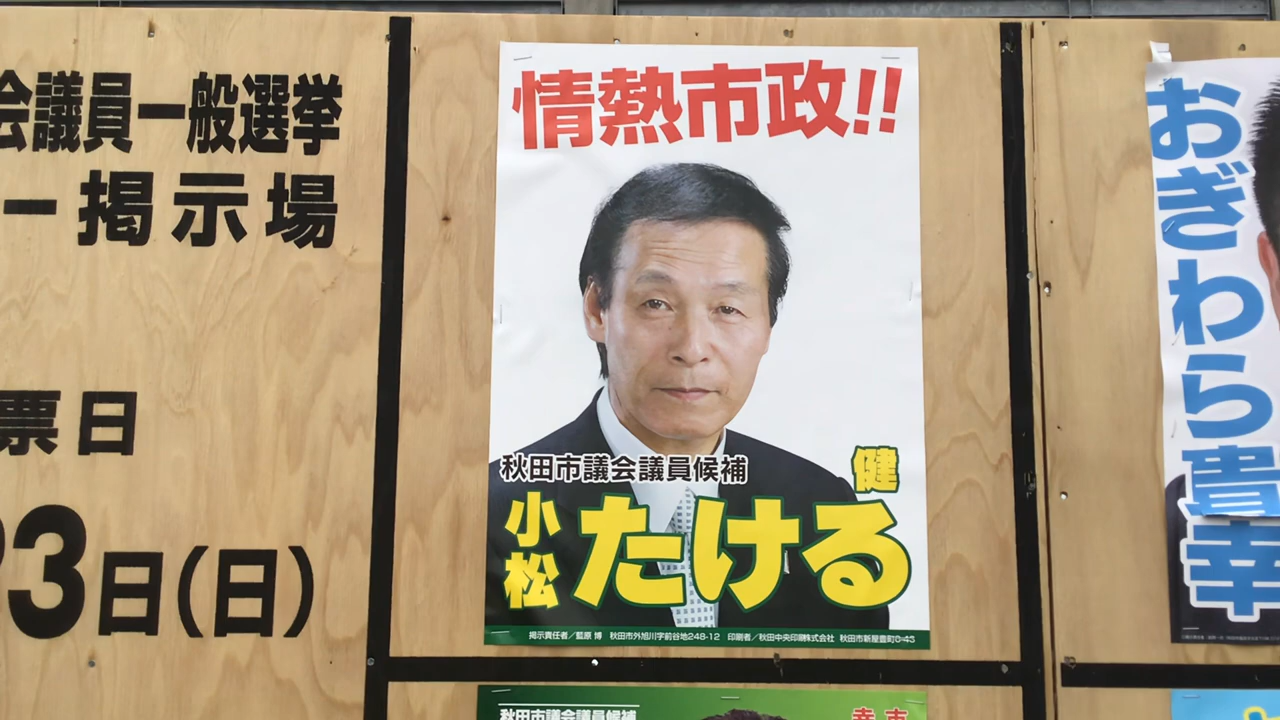 会議員一般選挙
ー掲示場
票日
3日(日)
情熱市政!!
秋田市議会議員候補
健
小松たける
掲示責任者/藍原 博 秋田市外旭川字前谷地248-12 印刷者/秋田中央印刷株式会社 秋田市新屋豊町0-43
おぎわら貴幸
秋田市議会議員候補